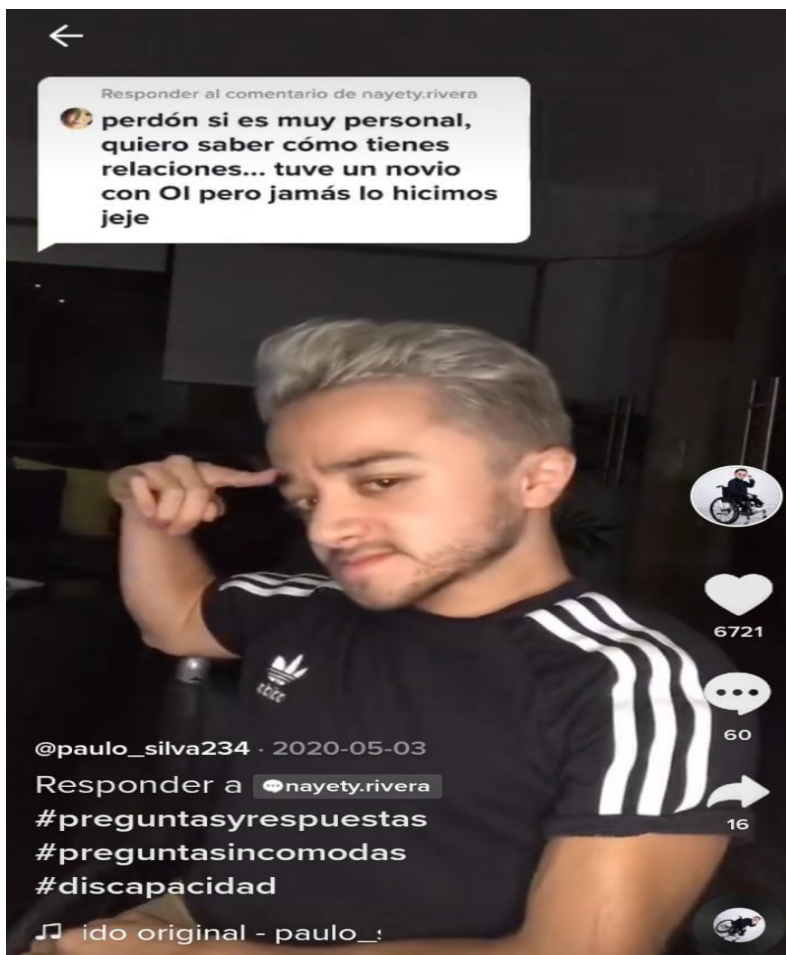 Responder al comentario de nayety.rivera
perdón si es muy personal,
quiero saber cómo tienes
relaciones... tuve un novio
con OI pero jamás lo hicimos
jeje
6721
60
@paulo_silva234 · 2020-05-03
Responder a nayety.rivera
16
#preguntasyrespuestas
#preguntasincomodas
#discapacidad
ido original - paulo_